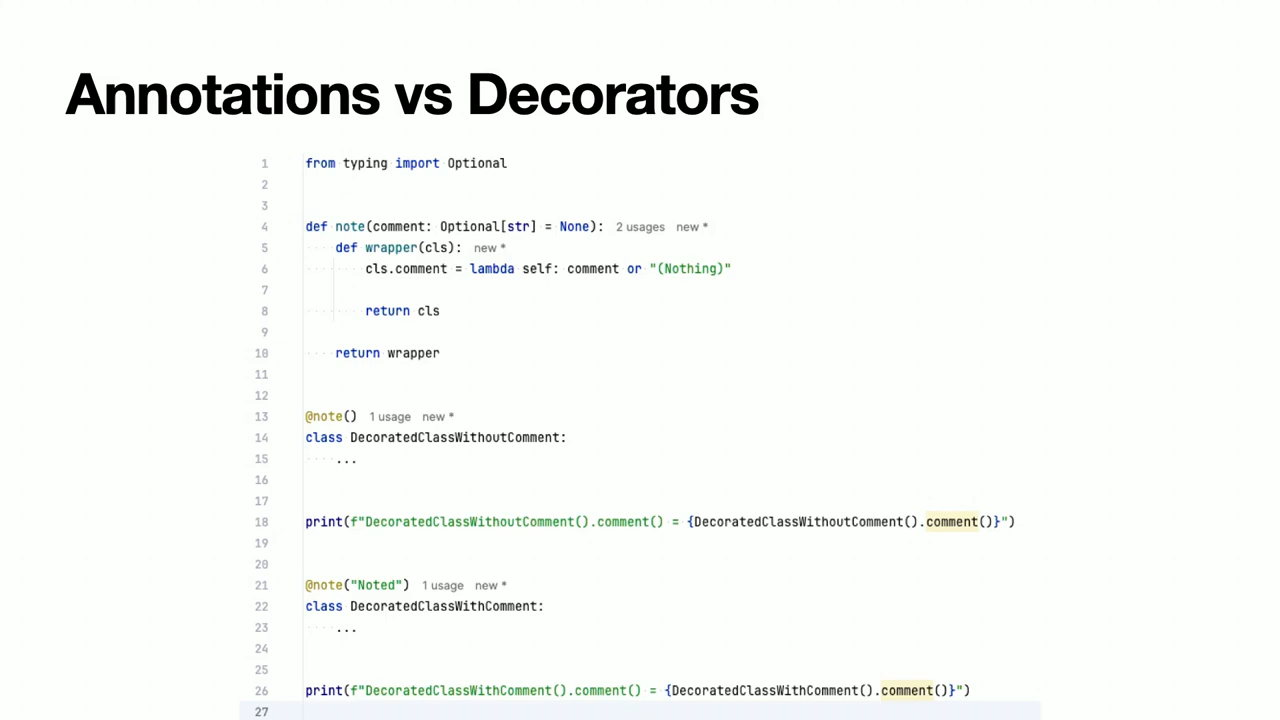 Annotations vs Decorators
1 from typing import Optional
2
3
4 def note(comment: Optional[str] = None): 2 usages new *
5 def wrapper(cls): new *
6 cls.comment = lambda self: comment or "(Nothing)"
7
8 return cls
9
10 return wrapper
11
12
13 @note() 1 usage new *
14 class DecoratedClassWithoutComment:
15 ...
16
17
18 print(f"DecoratedClassWithoutComment().comment() = {DecoratedClassWithoutComment().comment()}")
19
20
21 @note("Noted") 1 usage new *
22 class DecoratedClassWithComment:
23 ...
24
25
26 print(f"DecoratedClassWithComment().comment() = {DecoratedClassWithComment().comment()}")
27